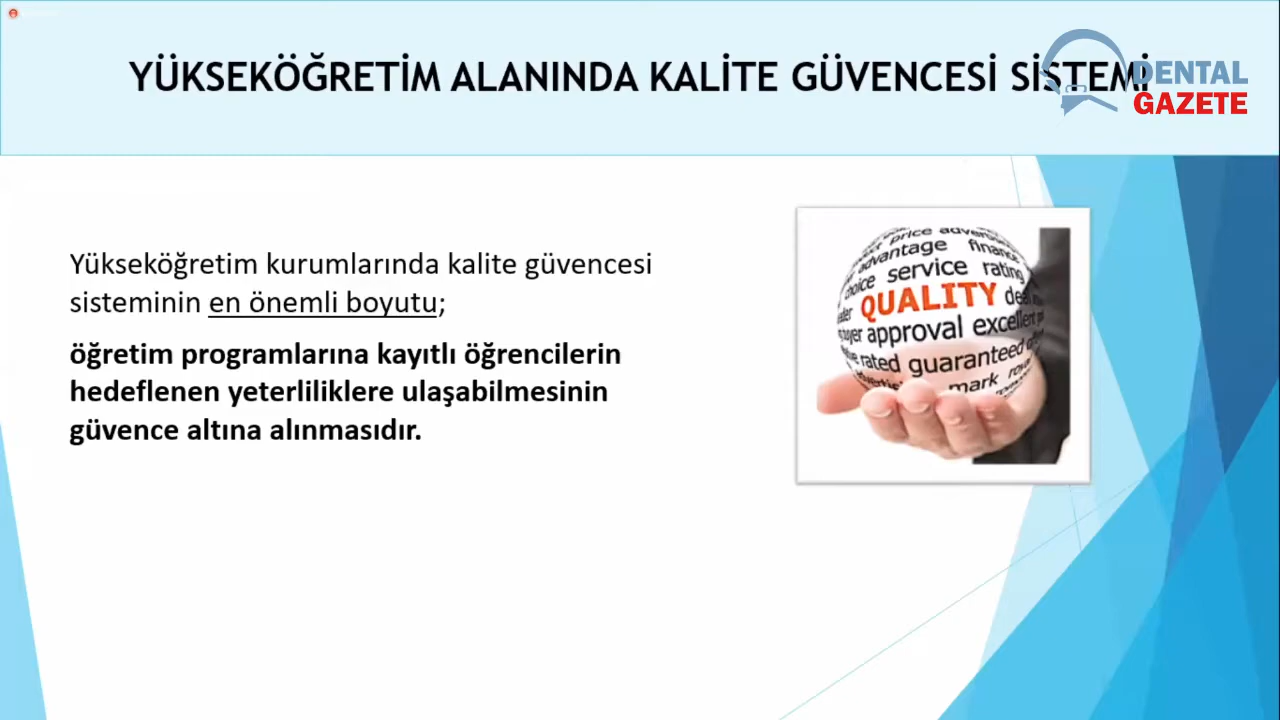 YÜKSEKÖĞRETİM ALANINDA KALİTE GÜVENCESİ SİSTEMİ
DENTAL
GAZETE
Yükseköğretim kurumlarında kalite güvencesi
sisteminin en önemli boyutu;
öğretim programlarına kayıtlı öğrencilerin
hedeflenen yeterliliklere ulaşabilmesinin
güvence altına alınmasıdır.
price
advantage finance
choice service rating
QUALITY
buyer approval excellent
rated guaranteed
mark